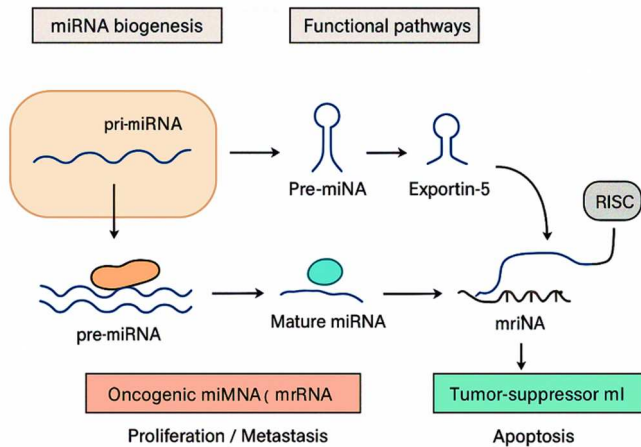 miRNA biogenesis
Functional pathways
pri-miRNA
Pre-miNA
Exportin-5
RISC
pre-miRNA
Mature miRNA
mriNA
Oncogenic miMNA( mrRNA
Tumor-suppressor ml
Proliferation / Metastasis
Apoptosis